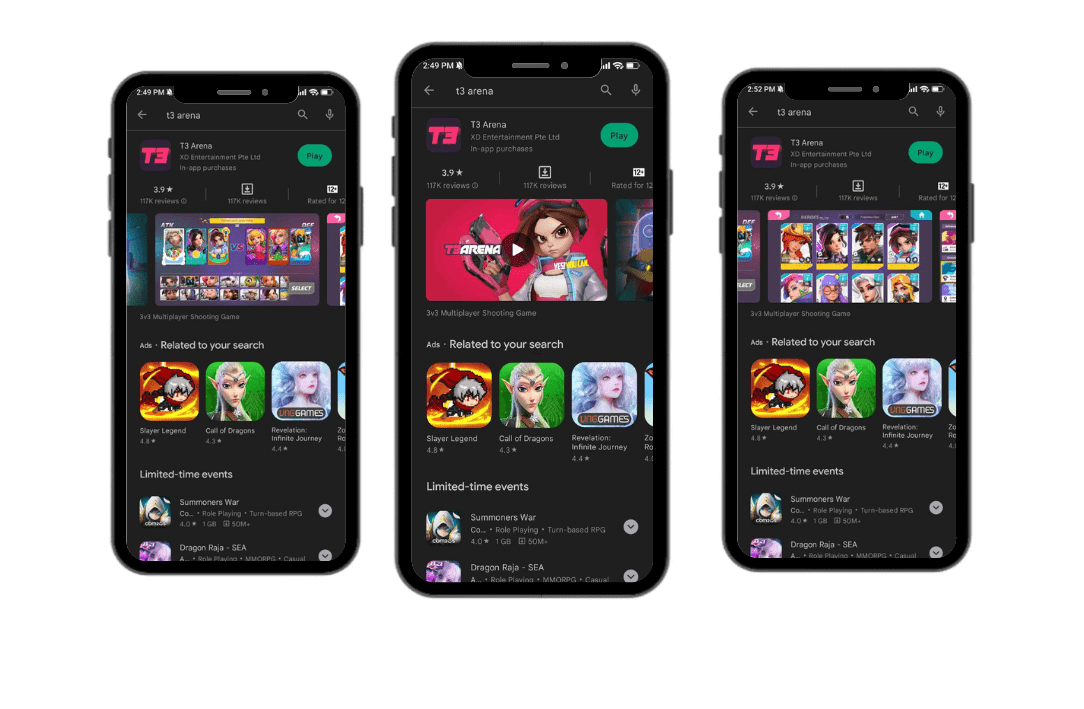 2:49 PM
t3 arena
T3
T3 Arena
XD Entertainment Pte Ltd
In-app purchases
Play
3.9 ★
12+
117K reviews
117K reviews
Rated for 12
VS
SELECT
3v3 Multiplayer Shooting Game
Ads • Related to your search
Slayer Legend
4.8 ★
Call of Dragons
4.3 ★
VNGGAMES
Revelation:
Infinite Journey
4.4 ★
Limited-time events
com2us
Summoners War
Co... • Role Playing • Turn-based RPG
4.0 ★ 1 GB 50M+
Dragon Raja - SEA
A... • Role Playing • MMORPG • Casual
2:49 PM
t3 arena
T3
T3 Arena
XD Entertainment Pte Ltd
In-app purchases
Play
3.9 ★
12+
117K reviews
117K reviews
Rated for 12
T3 ARENA
YES! YOU CAN.
3v3 Multiplayer Shooting Game
Ads • Related to your search
Slayer Legend
4.8 ★
Call of Dragons
4.3 ★
VNGGAMES
Revelation:
Infinite Journey
4.4 ★
Zo
Ro
4.
Limited-time events
com2us
Summoners War
Co... • Role Playing • Turn-based RPG
4.0 ★ 1 GB 50M+
Dragon Raja - SEA
A... • Role Playing • MMORPG • Casual
2:52 PM
t3 arena
T3
T3 Arena
XD Entertainment Pte Ltd
In-app purchases
Play
3.9 ★
12+
117K reviews
117K reviews
Rated for 12
3v3 Multiplayer Shooting Game
Ads • Related to your search
Slayer Legend
4.8 ★
Call of Dragons
4.3 ★
VNGGAMES
Revelation:
Infinite Journey
4.4 ★
Limited-time events
com2us
Summoners War
Co... • Role Playing • Turn-based RPG
4.0 ★ 1 GB 50M+
Dragon Raja - SEA
A... • Role Playing • MMORPG • Casual